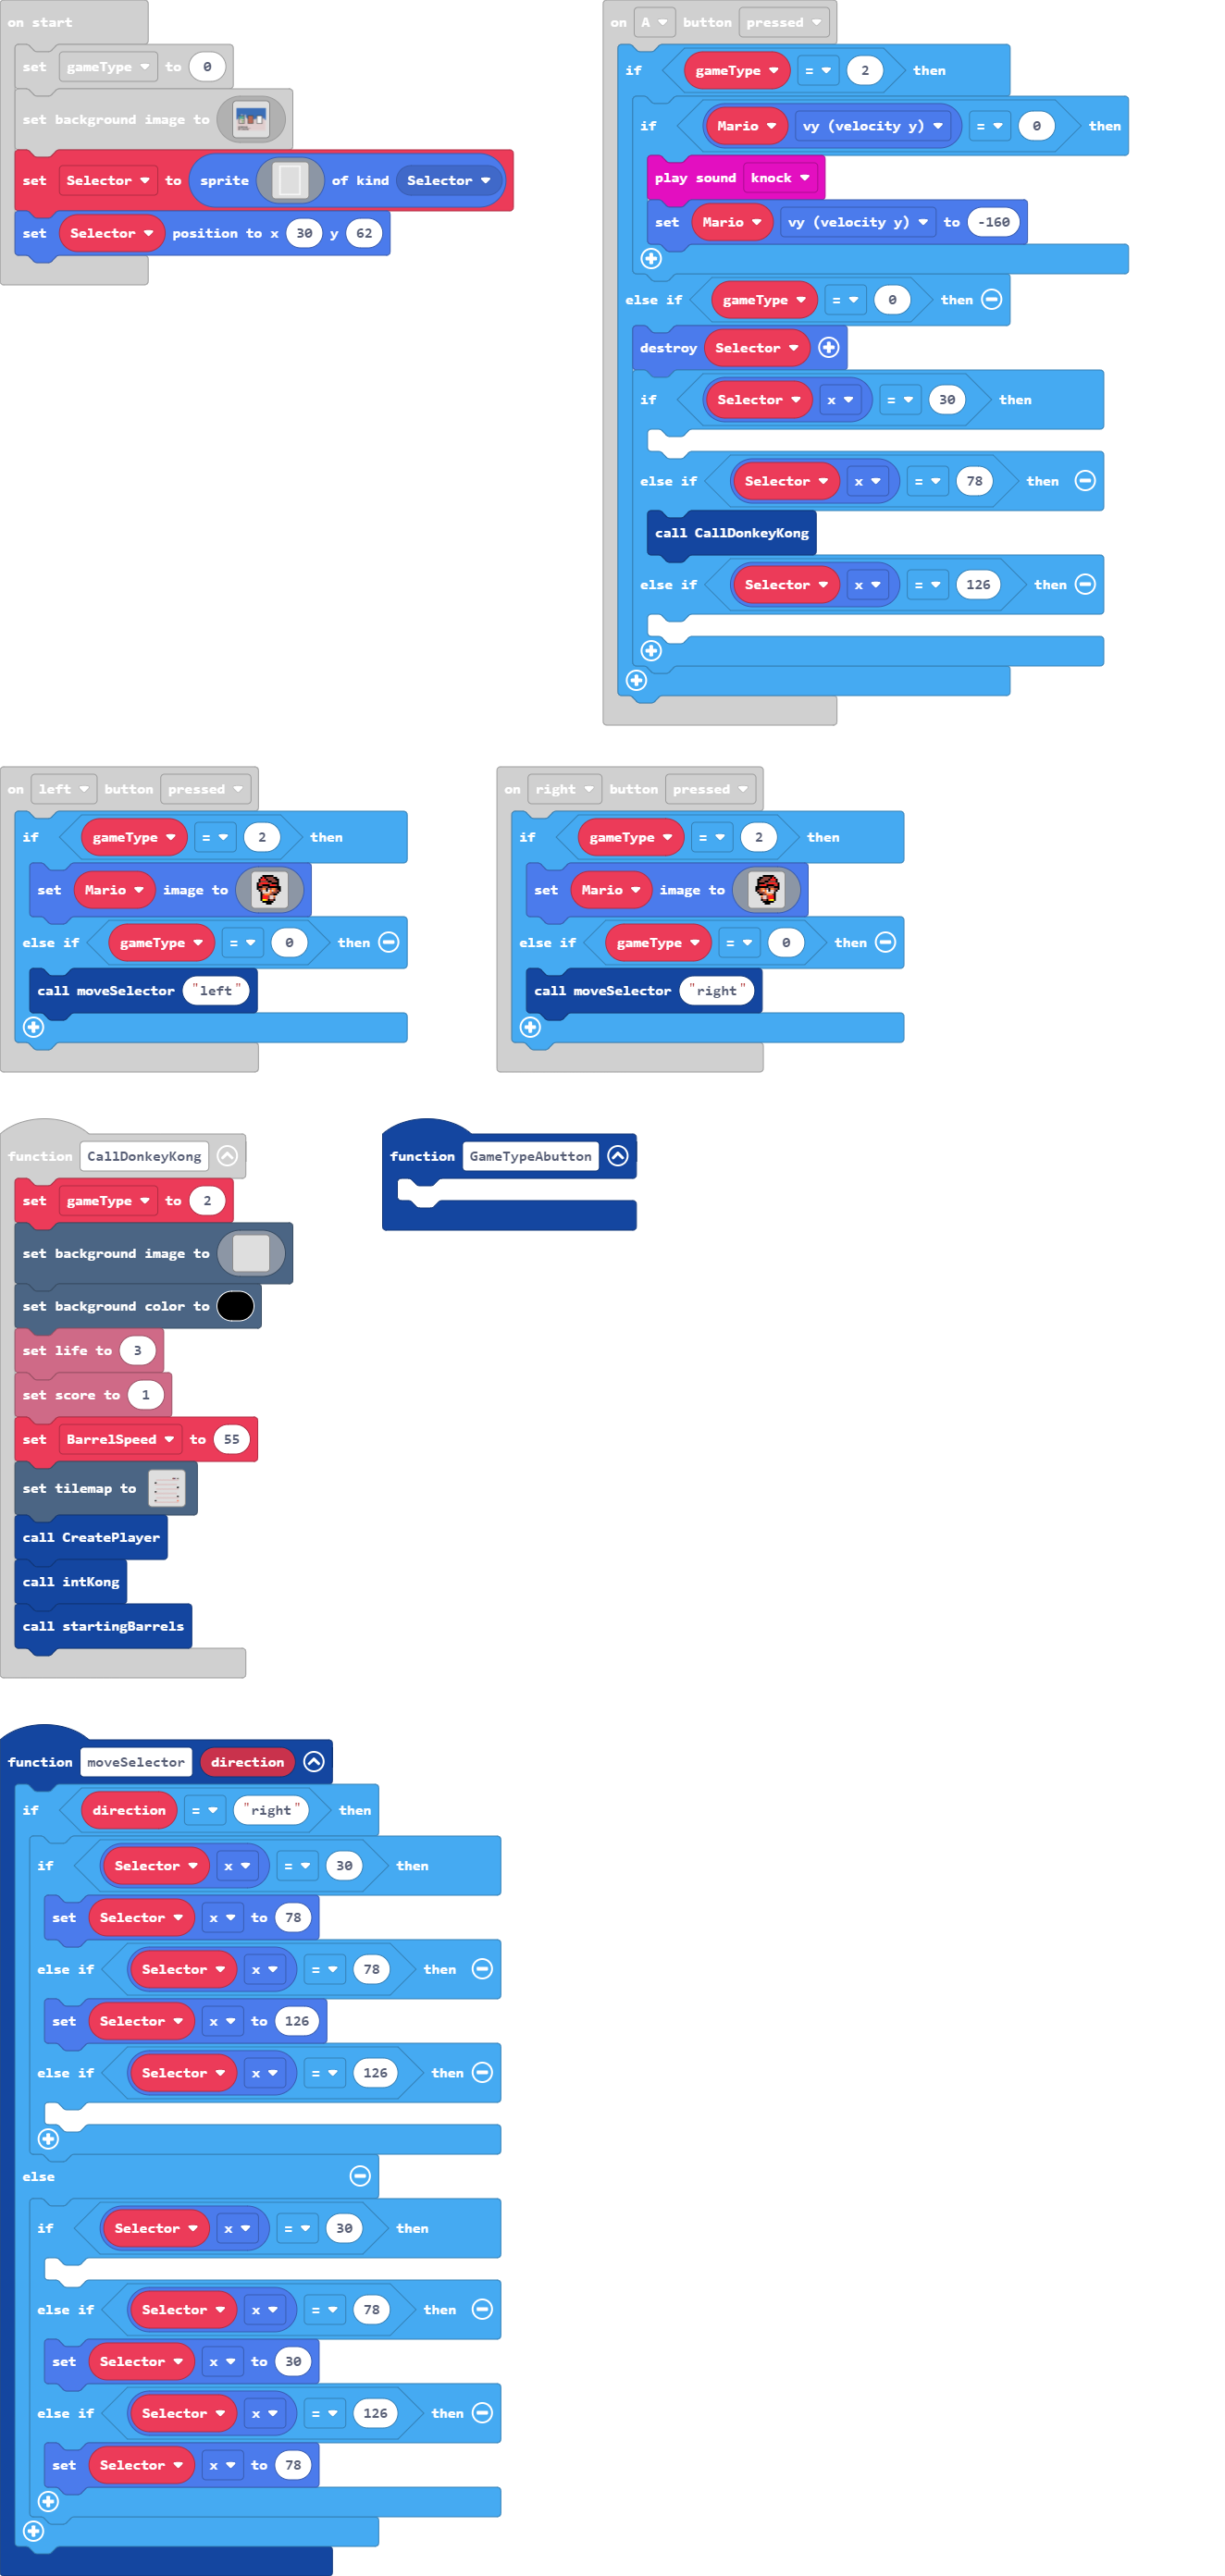 on start
set gameType to 0
set background image to
set Selector to sprite of kind Selector
set Selector position to x 30 y 62
on A button pressed
if gameType = 2 then
if Mario vy (velocity y) = 0 then
play sound knock
set Mario vy (velocity y) to -160
else if gameType = 0 then
destroy Selector
if Selector x = 30 then
else if Selector x = 78 then
call CallDonkeyKong
else if Selector x = 126 then
on left button pressed
if gameType = 2 then
set Mario image to
else if gameType = 0 then
call moveSelector "left"
on right button pressed
if gameType = 2 then
set Mario image to
else if gameType = 0 then
call moveSelector "right"
function CallDonkeyKong
set gameType to 2
set background image to
set background color to
set life to 3
set score to 1
set BarrelSpeed to 55
set tilemap to
call CreatePlayer
call intKong
call startingBarrels
function GameTypeAbutton
function moveSelector direction
if direction = "right" then
if Selector x = 30 then
set Selector x to 78
else if Selector x = 78 then
set Selector x to 126
else if Selector x = 126 then
else
if Selector x = 30 then
else if Selector x = 78 then
set Selector x to 30
else if Selector x = 126 then
set Selector x to 78